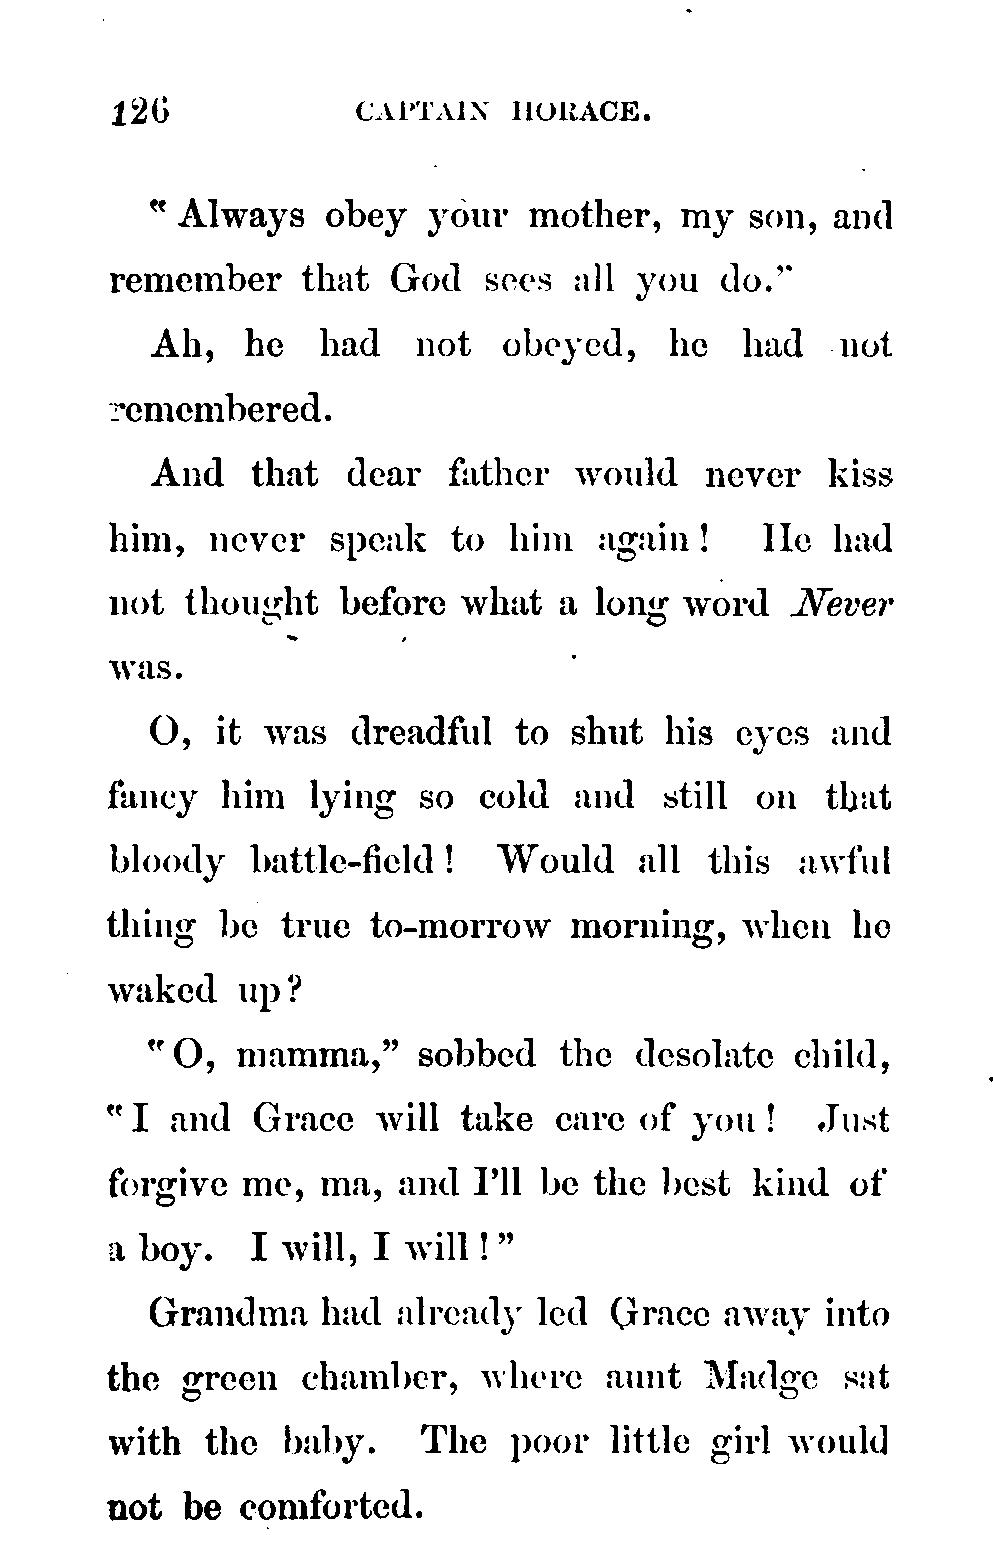 126 CAPTAIN HORACE.
"Always obey your mother, my son, and
remember that God sees all you do."
Ah, he had not obeyed, he had not
remembered.
And that dear father would never kiss
him, never speak to him again! He had
not thought before what a long word Never
was.
O, it was dreadful to shut his eyes and
fancy him lying so cold and still on that
bloody battle-field! Would all this awful
thing be true to-morrow morning, when he
waked up?
"O, mamma," sobbed the desolate child,
"I and Grace will take care of you! Just
forgive me, ma, and I'll be the best kind of
a boy. I will, I will!"
Grandma had already led Grace away into
the green chamber, where aunt Madge sat
with the baby. The poor little girl would
not be comforted.